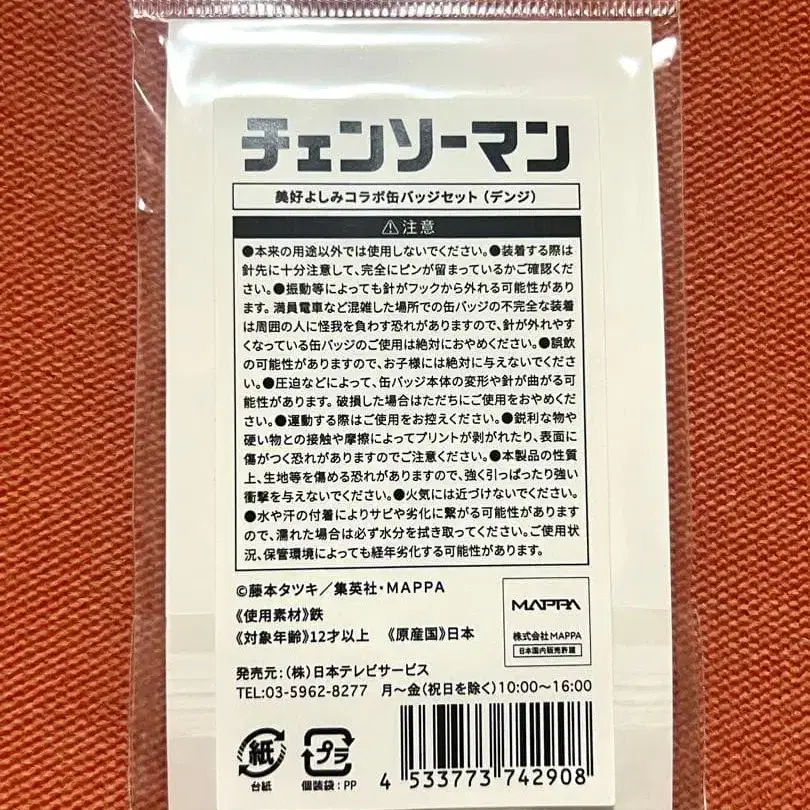 チェンソーマン
美好よしみコラボ缶バッジセット（デンジ）
⚠注意
●本来の用途以外では使用しないでください。●装着する際は
針先に十分注意して、完全にピンが留まっているかご確認くだ
さい。●振動等によっても針がフックから外れる可能性があり
ます。満員電車など混雑した場所での缶バッジの不完全な装着
は周囲の人に怪我を負わす恐れがありますので、針が外れやす
くなっている缶バッジのご使用は絶対におやめください。●誤飲
の可能性がありますので、お子様には絶対に与えないでくださ
い。●圧迫などによって、缶バッジ本体の変形や針が曲がる可
能性があります。破損した場合はただちにご使用をおやめくだ
さい。●運動する際はご使用をお控えください。●鋭利な物や
硬い物との接触や摩擦によってプリントが剥がれたり、表面に
傷がつく恐れがありますのでご注意ください。●本製品の性質
上、生地等を傷める恐れがありますので、強く引っぱったり強い
衝撃を与えないでください。●火気には近づけないでください。
●水や汗の付着によりサビや劣化に繋がる可能性があります
ので、濡れた場合は必ず水分を拭き取ってください。ご使用状
況、保管環境によっても経年劣化する可能性があります。
©藤本タツキ／集英社・MAPPA
《使用素材》鉄
《対象年齢》12才以上 《原産国》日本
MAPPA
株式会社MAPPA
日本国内販売許諾
発売元：（株）日本テレビサービス
TEL:03-5962-8277 月～金（祝日を除く）10:00～16:00
紙
台紙
プラ
個装袋：PP
4 533773 742908